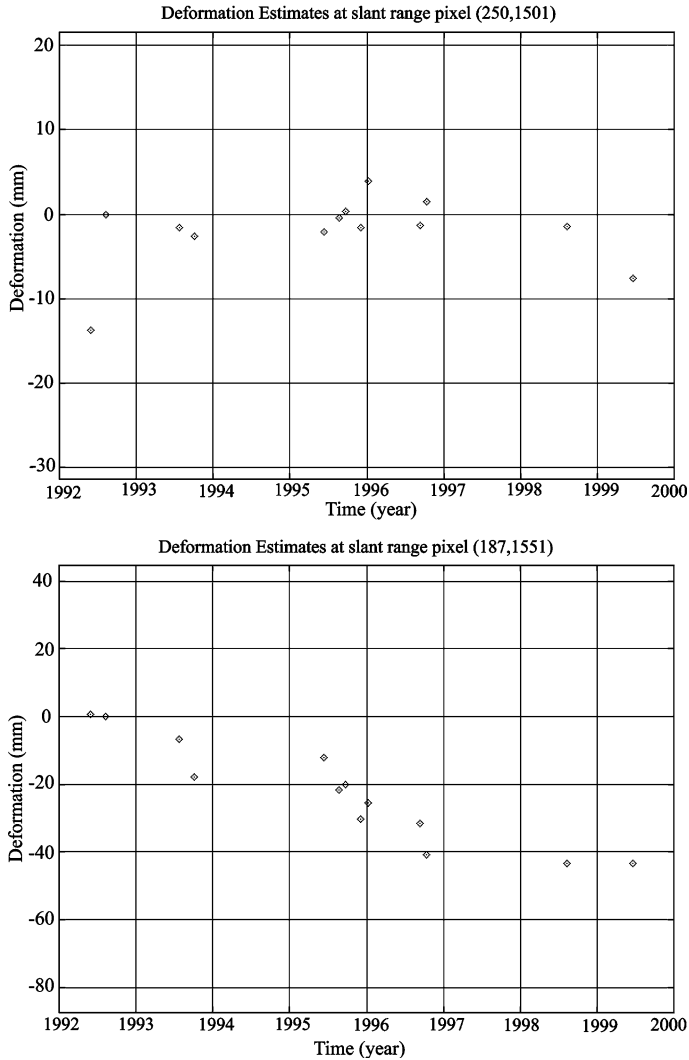 Deformation Estimates at slant range pixel (250,1501)
20
10
0
-10
-20
-30
Deformation (mm)
1992 1993 1994 1995 1996 1997 1998 1999 2000
Time (year)
Deformation Estimates at slant range pixel (187,1551)
40
20
0
-20
-40
-60
-80
Deformation (mm)
1992 1993 1994 1995 1996 1997 1998 1999 2000
Time (year)